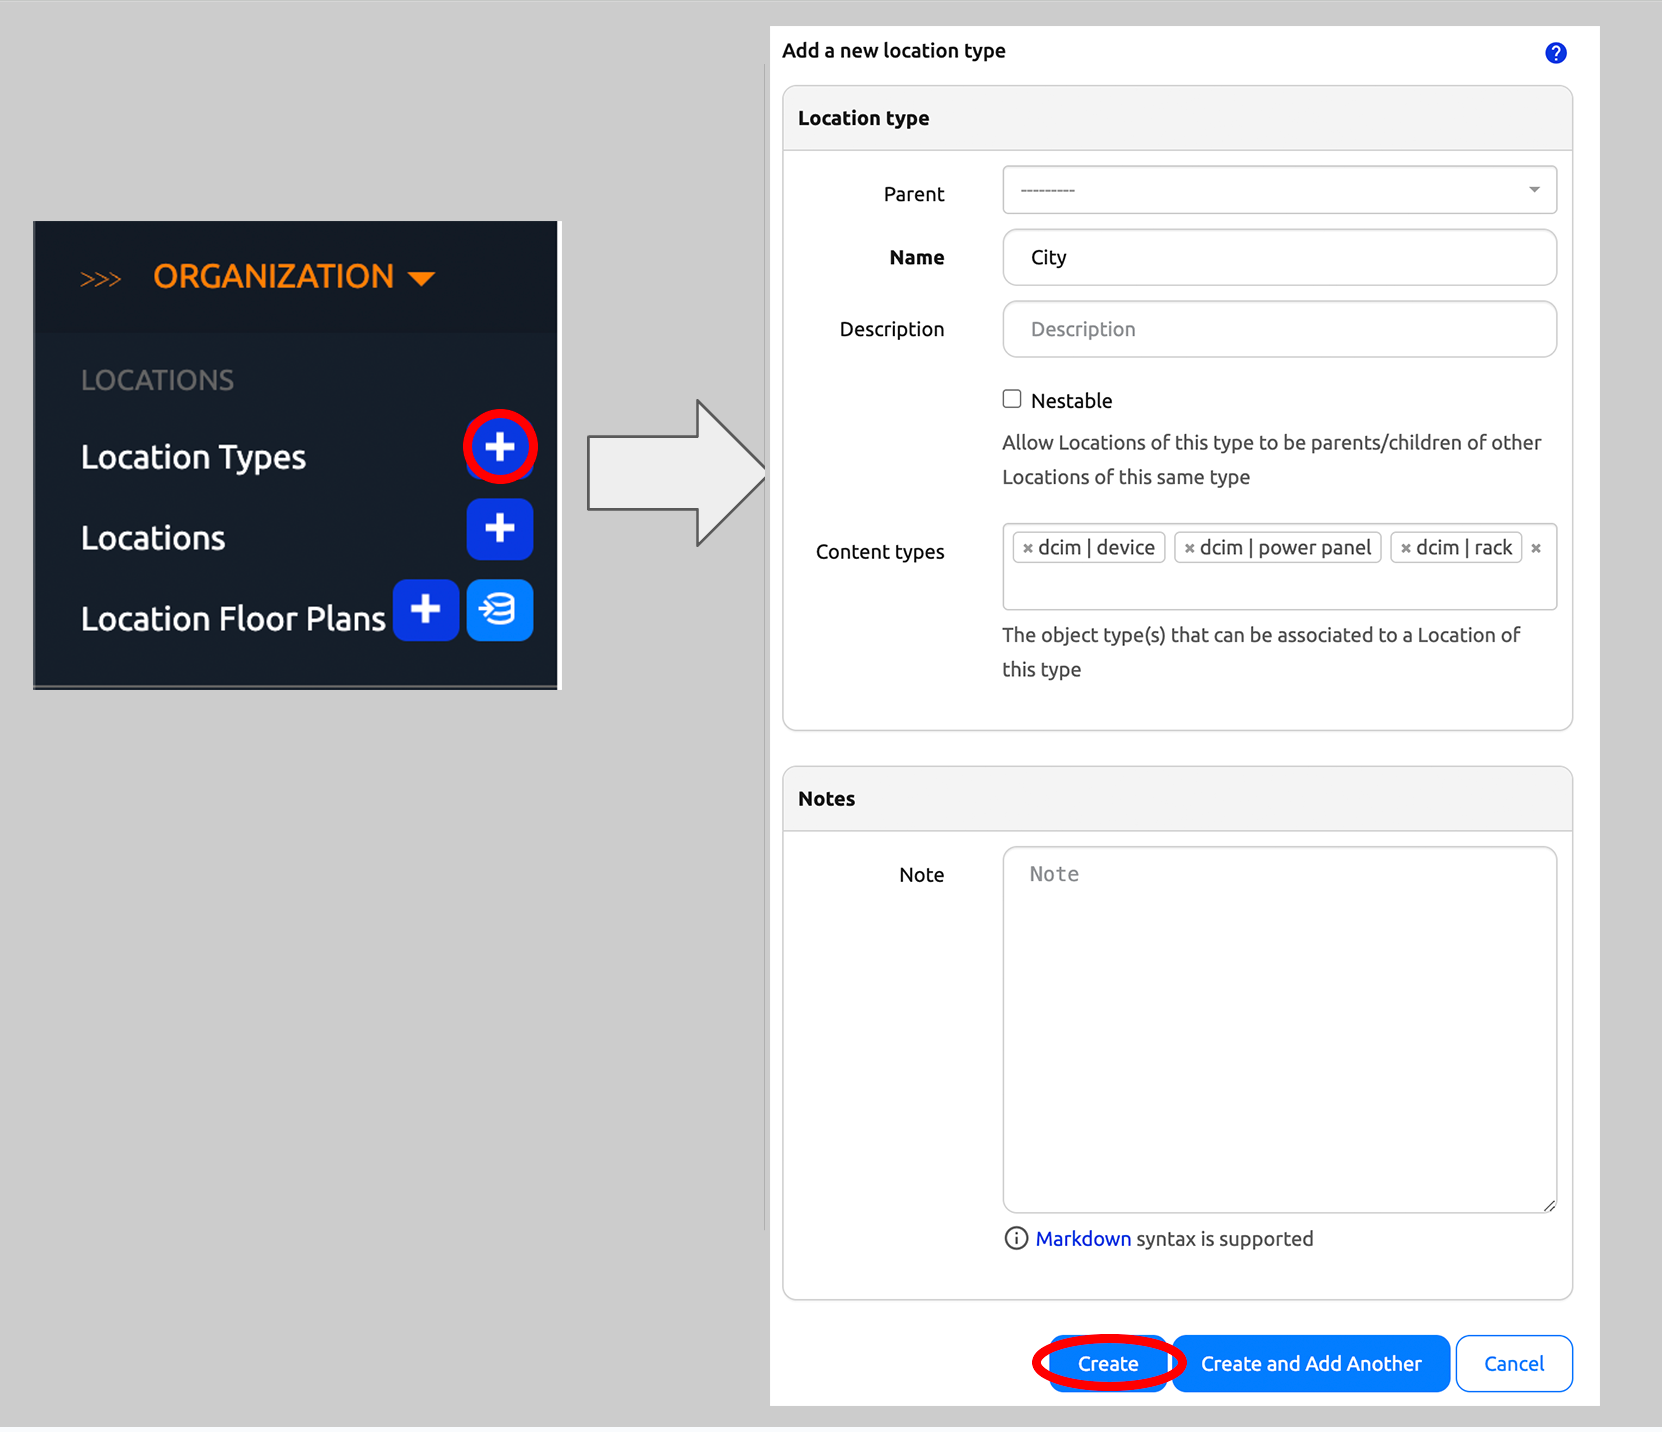 >>> ORGANIZATION
LOCATIONS
Location Types
Locations
Location Floor Plans
Add a new location type
?
Location type
Parent
---------
Name
City
Description
Description
Nestable
Allow Locations of this type to be parents/children of other
Locations of this same type
Content types
× dcim | device × dcim | power panel × dcim | rack ×
The object type(s) that can be associated to a Location of
this type
Notes
Note
Note
Markdown syntax is supported
Create
Create and Add Another
Cancel